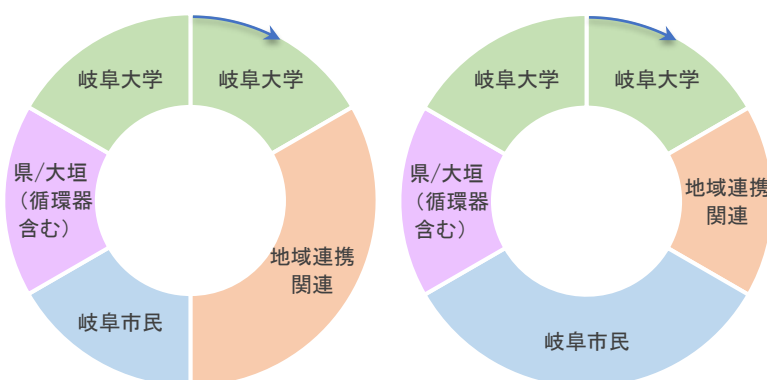 岐阜大学
岐阜大学
県/大垣
（循環器
含む）
地域連携
関連
岐阜市民
岐阜大学
岐阜大学
県/大垣
（循環器
含む）
地域連携
関連
岐阜市民